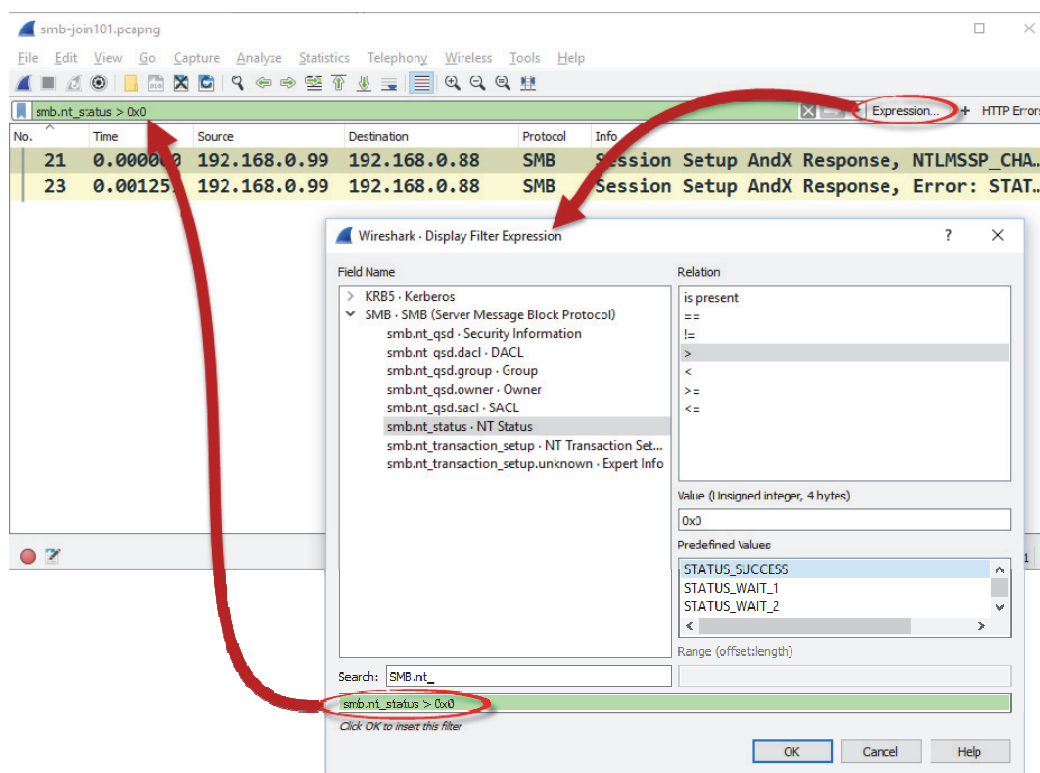 smb-join101.pcapng
File Edit View Go Capture Analyze Statistics Telephony Wireless Tools Help
smb.nt_status > 0x0 Expression... + HTTP Errors
No. Time Source Destination Protocol Info
21 0.000000 192.168.0.99 192.168.0.88 SMB Session Setup AndX Response, NTLMSSP_CHA…
23 0.00125 192.168.0.99 192.168.0.88 SMB Session Setup AndX Response, Error: STAT…
Wireshark · Display Filter Expression ? ×
Field Name
KRB5 · Kerberos
SMB · SMB (Server Message Block Protocol)
smb.nt_qsd · Security Information
smb.nt_qsd.dacl · DACL
smb.nt_qsd.group · Group
smb.nt_qsd.owner · Owner
smb.nt_qsd.sacl · SACL
smb.nt_status · NT Status
smb.nt_transaction_setup · NT Transaction Set...
smb.nt_transaction_setup.unknown · Expert Info
Relation
is present
==
!=
>
<
>=
<=
Value (Unsigned integer, 4 bytes)
0x0
Predefined Values
STATUS_SUCCESS
STATUS_WAIT_1
STATUS_WAIT_2
Range (offset:length)
Search: SMB.nt_
smb.nt_status > 0x0
Click OK to insert this filter
OK Cancel Help
1